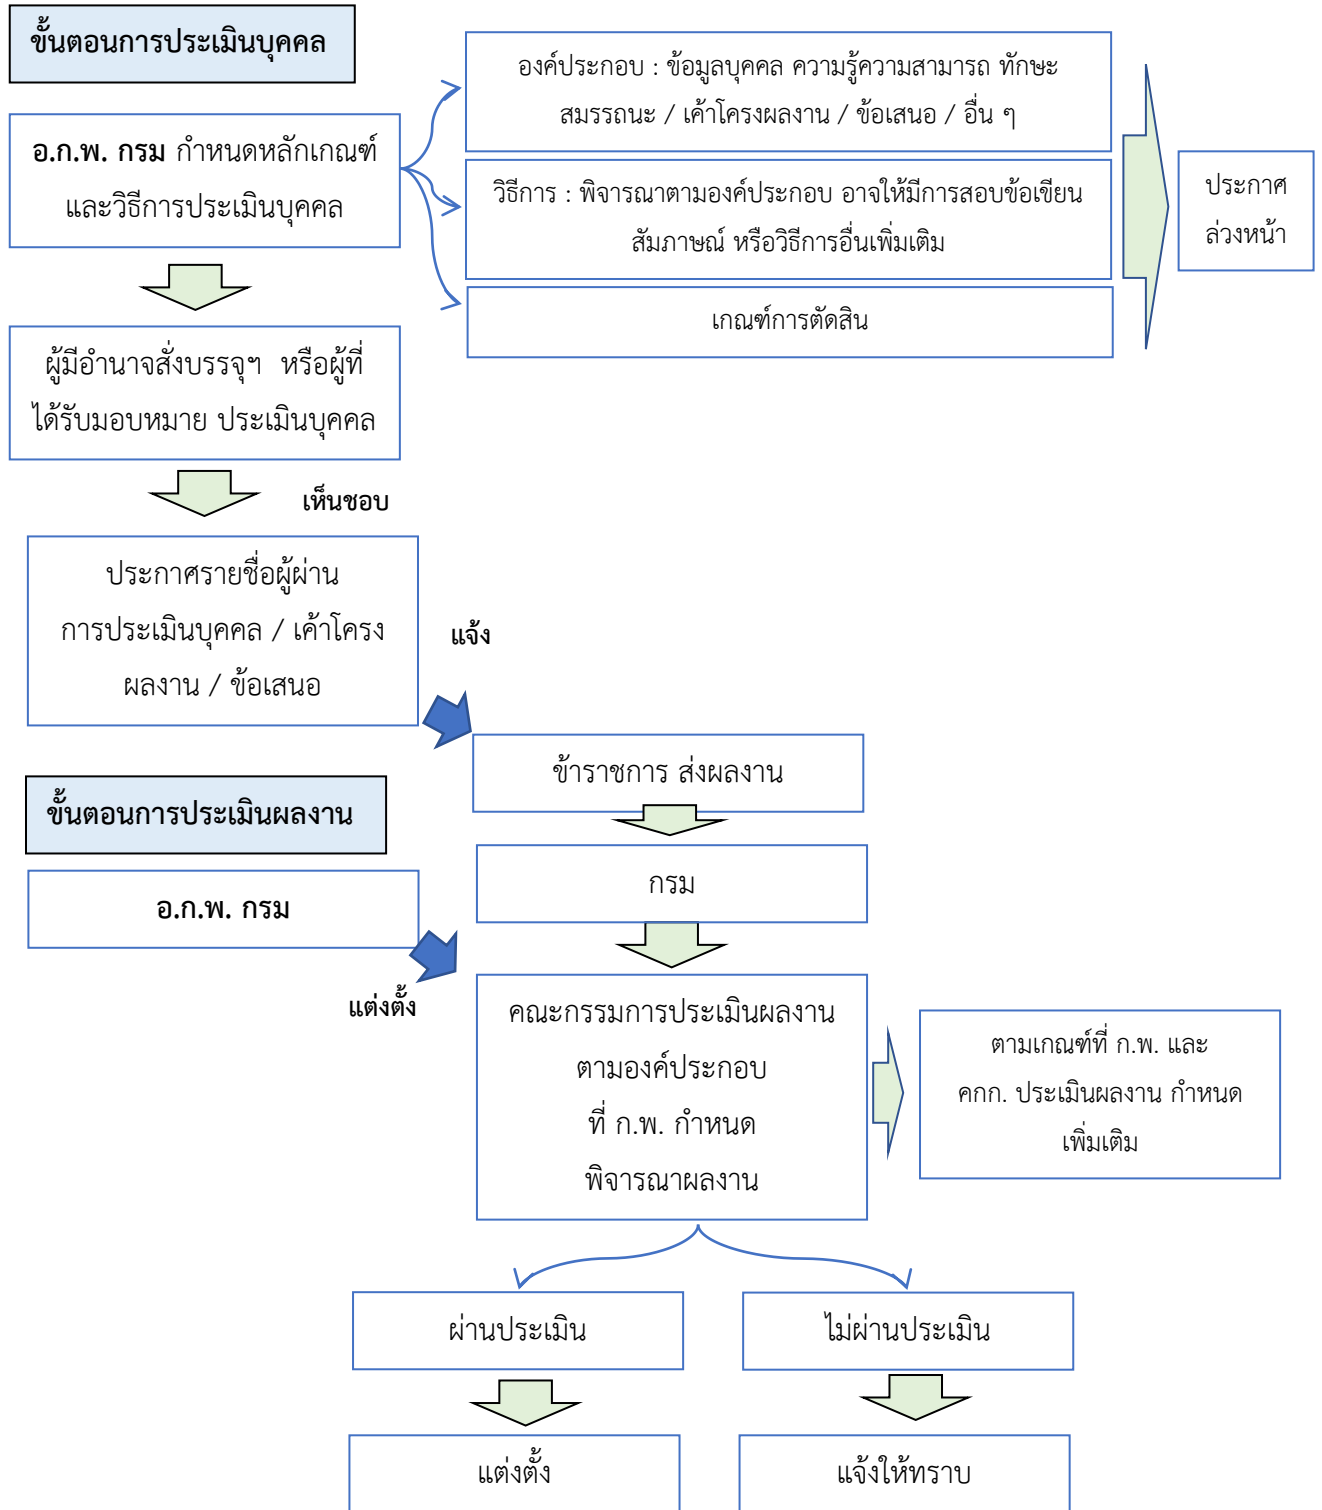 ขั้นตอนการประเมินบุคคล
องค์ประกอบ : ข้อมูลบุคคล ความรู้ความสามารถ ทักษะ
สมรรถนะ / เค้าโครงผลงาน / ข้อเสนอ / อื่น ๆ
อ.ก.พ. กรม กำหนดหลักเกณฑ์
และวิธีการประเมินบุคคล
วิธีการ : พิจารณาตามองค์ประกอบ อาจให้มีการสอบข้อเขียน
สัมภาษณ์ หรือวิธีการอื่นเพิ่มเติม
ประกาศ
ล่วงหน้า
เกณฑ์การตัดสิน
ผู้มีอำนาจสั่งบรรจุฯ หรือผู้ที่
ได้รับมอบหมาย ประเมินบุคคล
เห็นชอบ
ประกาศรายชื่อผู้ผ่าน
การประเมินบุคคล / เค้าโครง
ผลงาน / ข้อเสนอ
แจ้ง
ข้าราชการ ส่งผลงาน
ขั้นตอนการประเมินผลงาน
กรม
อ.ก.พ. กรม
แต่งตั้ง
คณะกรรมการประเมินผลงาน
ตามองค์ประกอบ
ที่ ก.พ. กำหนด
พิจารณาผลงาน
ตามเกณฑ์ที่ ก.พ. และ
คกก. ประเมินผลงาน กำหนด
เพิ่มเติม
ผ่านประเมิน
ไม่ผ่านประเมิน
แต่งตั้ง
แจ้งให้ทราบ